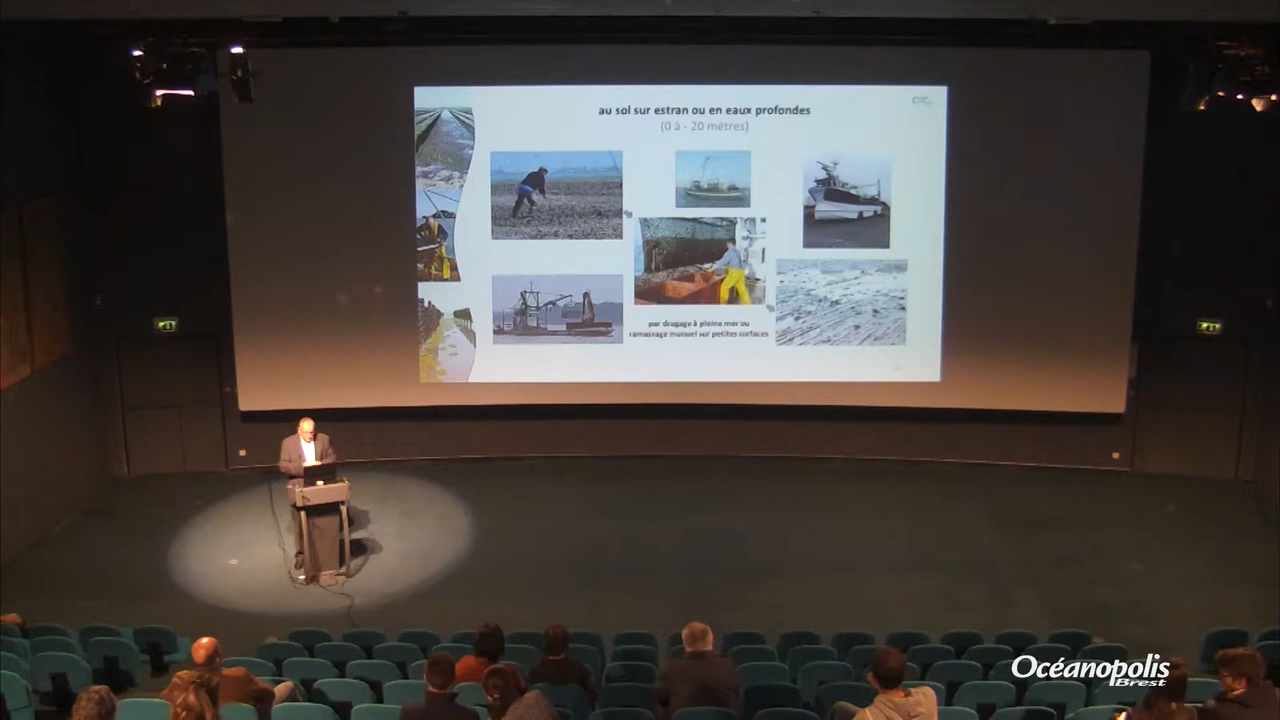 au sol sur estran ou en eaux profondes
(0 à - 20 mètres)
par dragage à pleine mer ou
ramassage manuel sur petites surfaces
Océanopolis
Brest